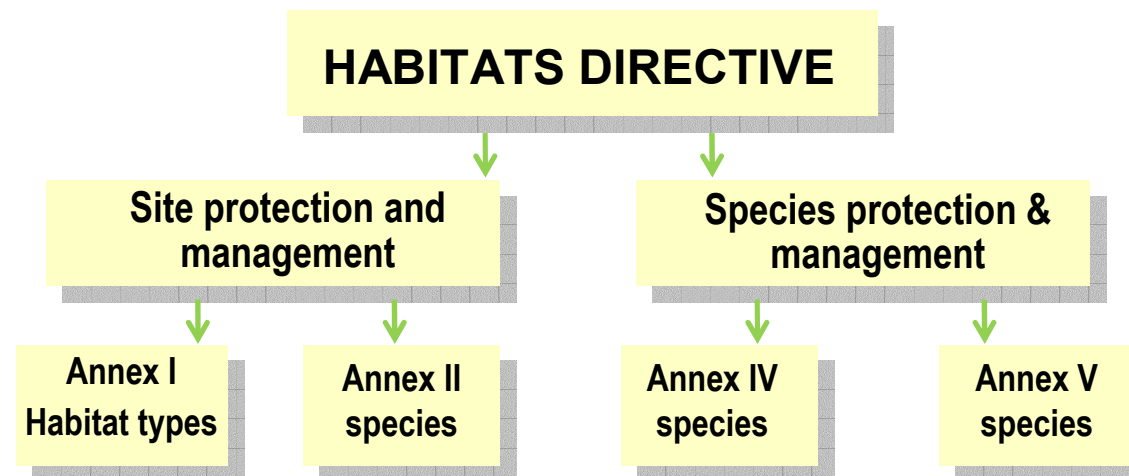 HABITATS DIRECTIVE
Site protection and
management
Species protection &
management
Annex I
Habitat types
Annex II
species
Annex IV
species
Annex V
species